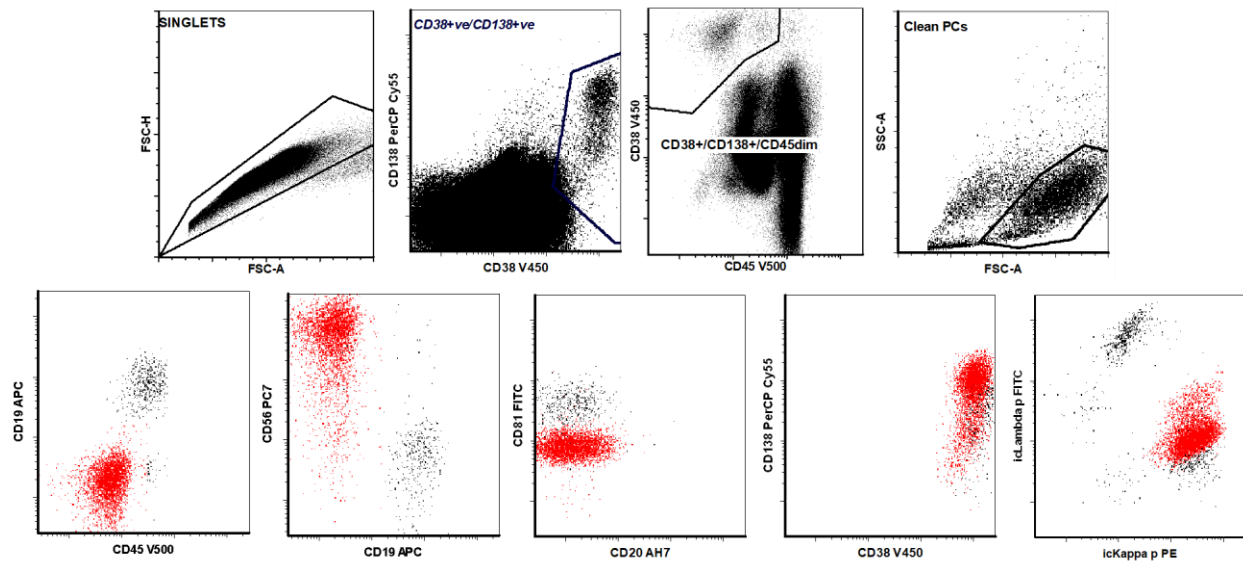 SINGLETS
FSC-H
FSC-A
CD38+ve/CD138+ve
CD138 PerCP Cy55
CD38 V450
CD38 V450
CD38+/CD138+/CD45dim
CD45 V500
Clean PCs
SSC-A
FSC-A
CD19 APC
CD45 V500
CD56 PC7
CD19 APC
CD81 FITC
CD20 AH7
CD138 PerCP Cy55
CD38 V450
icLambda p FITC
icKappa p PE